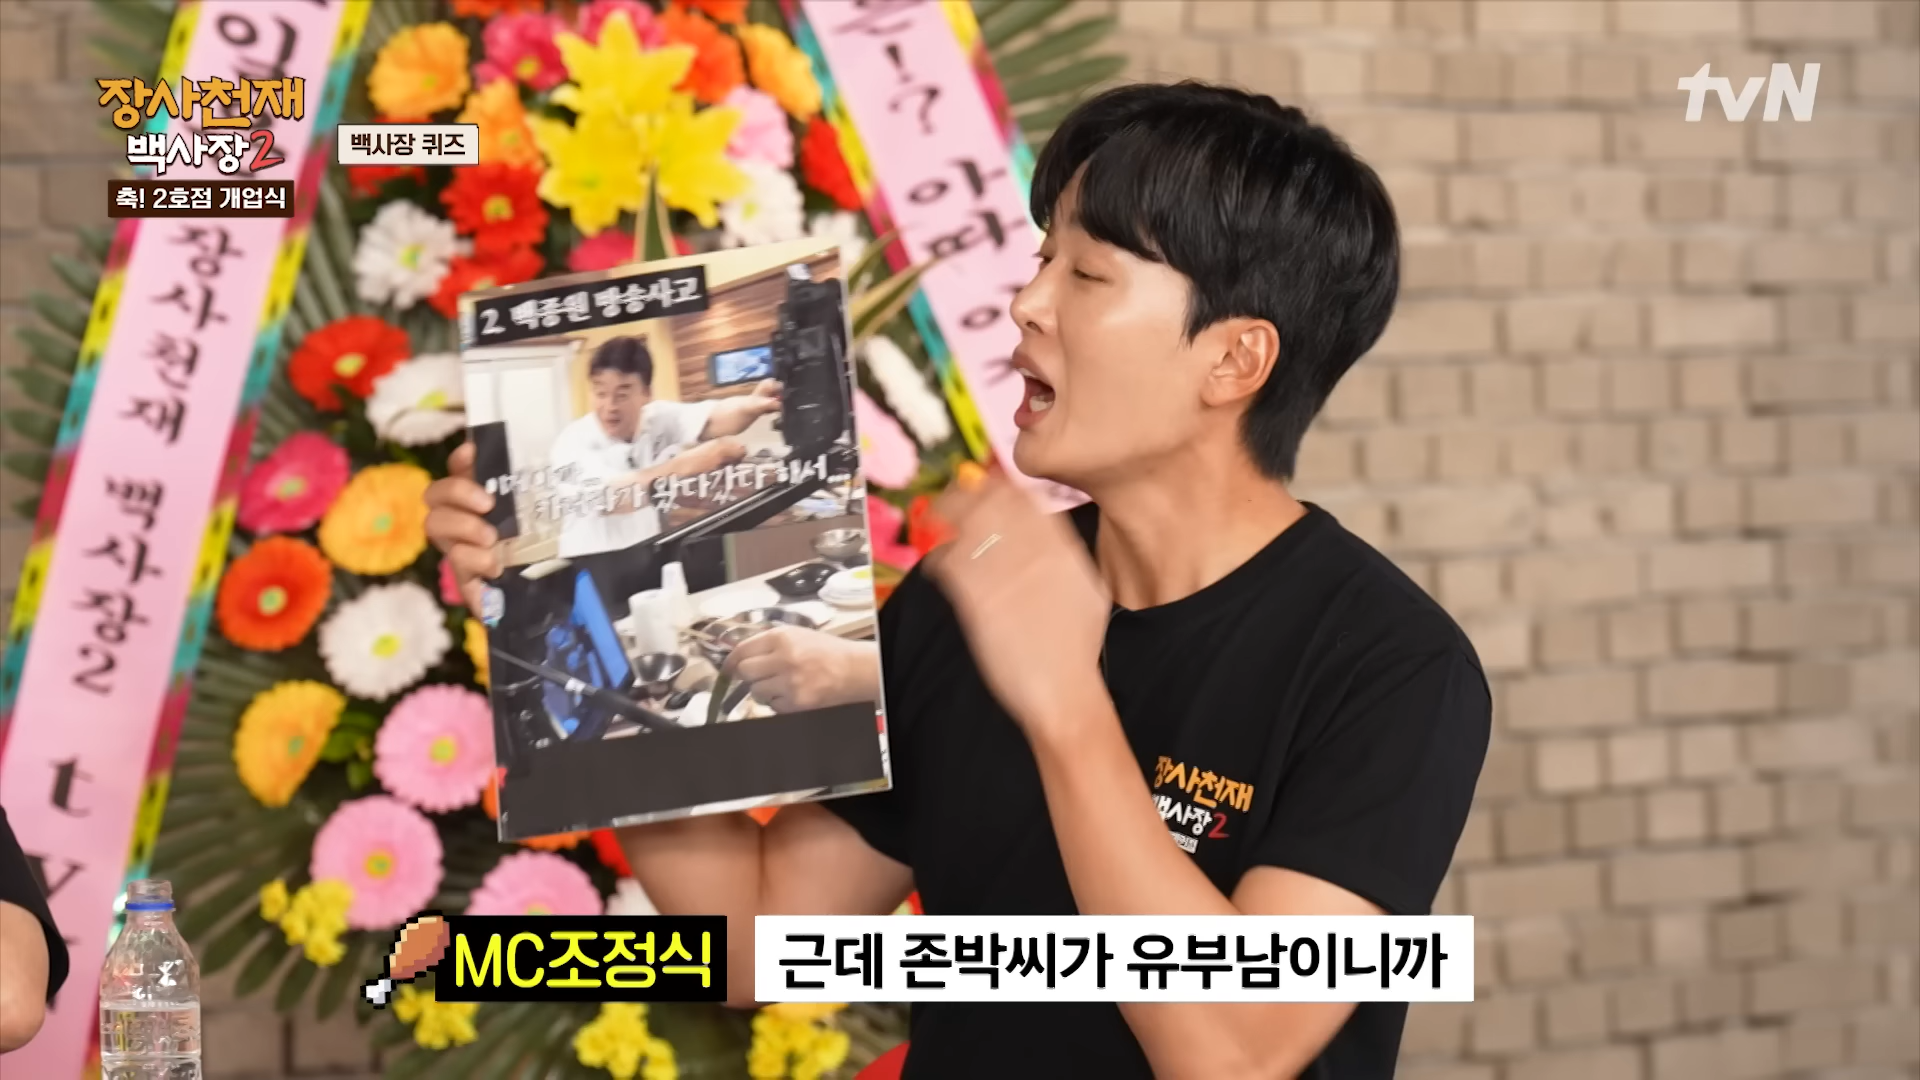 장사천재
백사장2
축! 2호점 개업식
백사장 퀴즈
tvN
장사천재 백사장2 t
아따
2 백종원 방송사고
가 왔다갔다 해서...
장사천재
백사장2
MC조정식
근데 존박씨가 유부남이니까